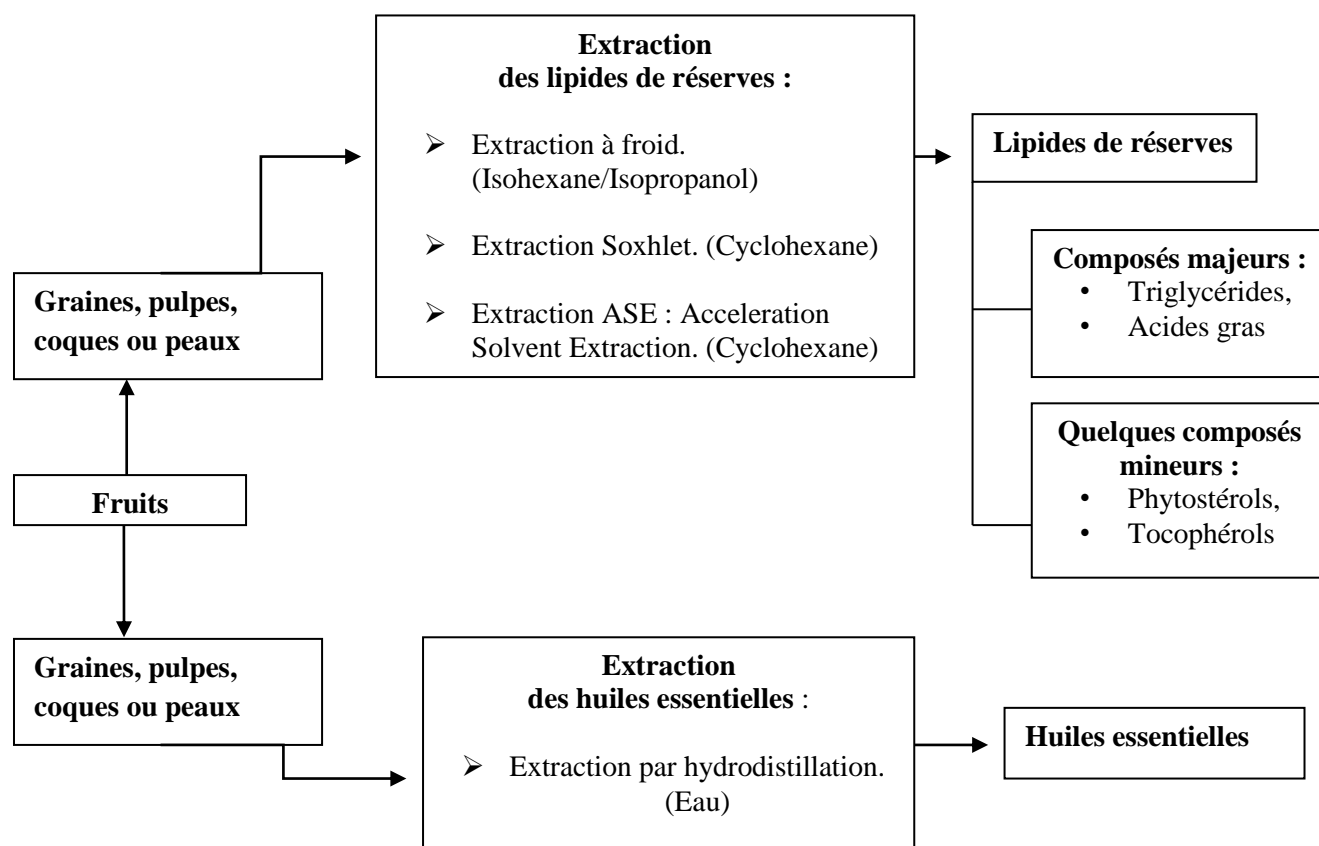 Extraction
des lipides de réserves :
➢ Extraction à froid.
(Isohexane/Isopropanol)
➢ Extraction Soxhlet. (Cyclohexane)
➢ Extraction ASE : Acceleration
Solvent Extraction. (Cyclohexane)
Lipides de réserves
Composés majeurs :
• Triglycérides,
• Acides gras
Quelques composés
mineurs :
• Phytostérols,
• Tocophérols
Graines, pulpes,
coques ou peaux
Fruits
Graines, pulpes,
coques ou peaux
Extraction
des huiles essentielles :
➢ Extraction par hydrodistillation.
(Eau)
Huiles essentielles